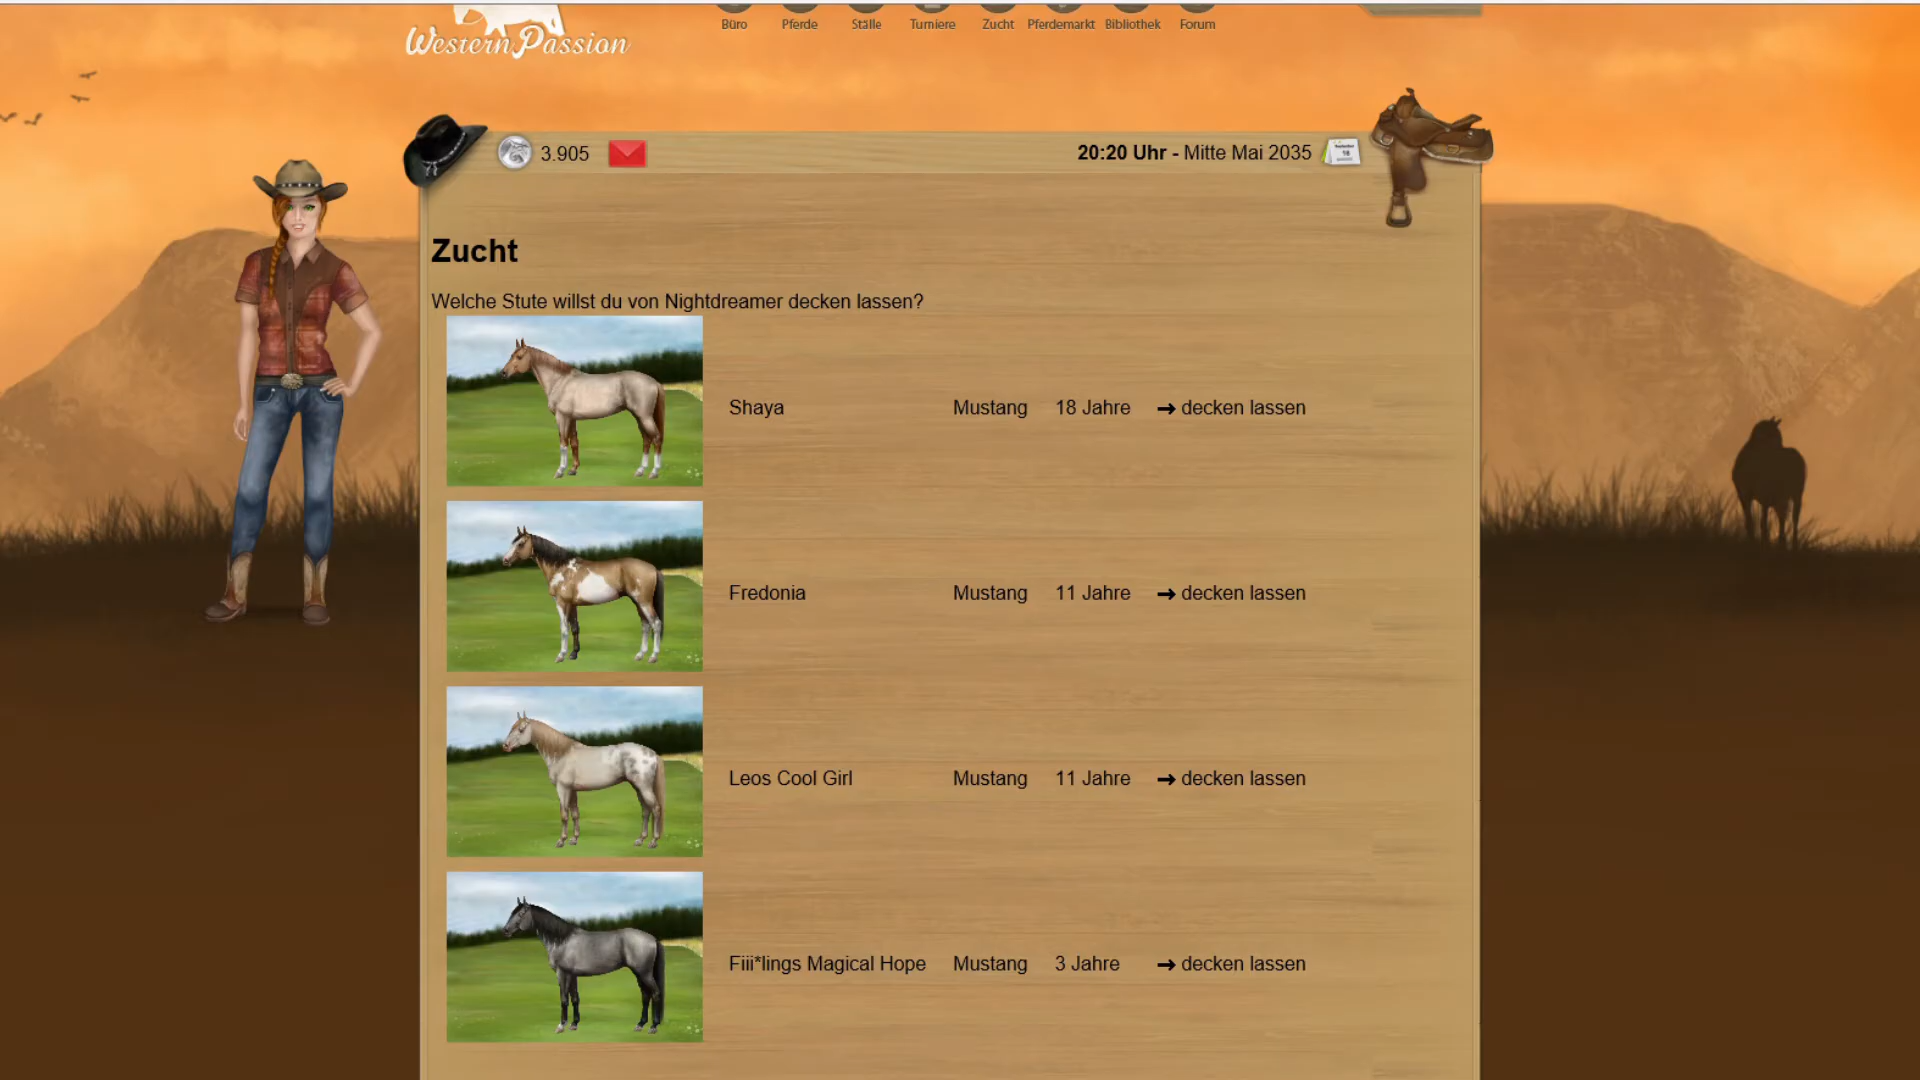 Western Passion
Büro Pferde Ställe Turniere Zucht Pferdemarkt Bibliothek Forum
3.905
20:20 Uhr - Mitte Mai 2035
Zucht
Welche Stute willst du von Nightdreamer decken lassen?
Shaya Mustang 18 Jahre ➞ decken lassen
Fredonia Mustang 11 Jahre ➞ decken lassen
Leos Cool Girl Mustang 11 Jahre ➞ decken lassen
Fiii*lings Magical Hope Mustang 3 Jahre ➞ decken lassen